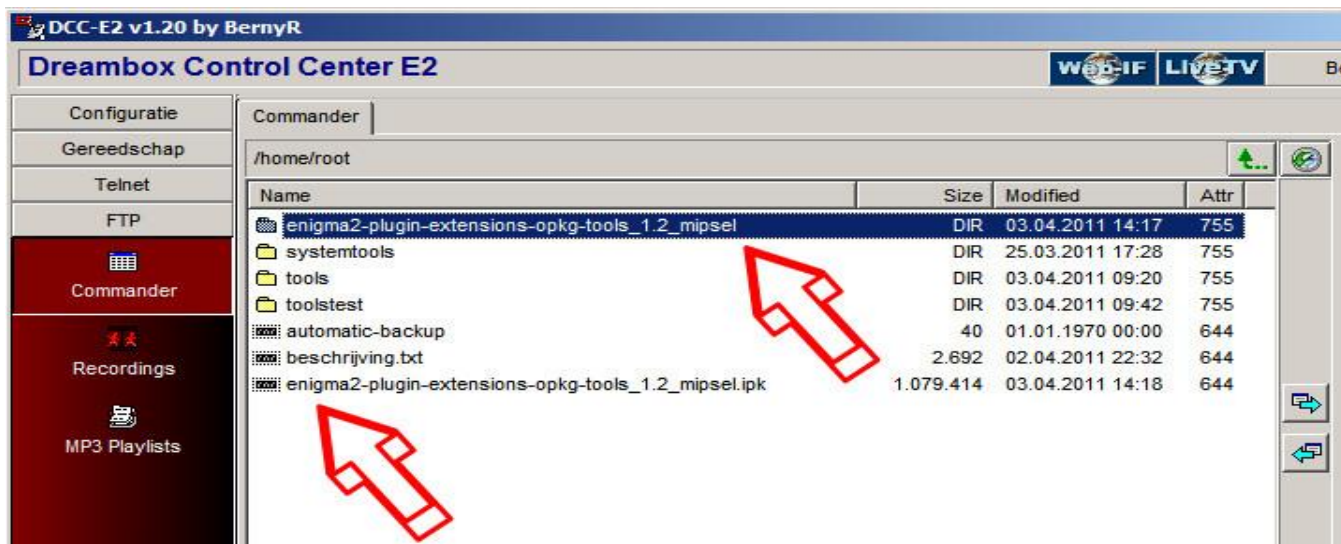 DCC-E2 v1.20 by BernyR
Dreambox Control Center E2
Web-IF LiveTV
Configuratie
Gereedschap
Telnet
FTP
Commander
Recordings
MP3 Playlists
Commander
/home/root
Name Size Modified Attr
enigma2-plugin-extensions-opkg-tools_1.2_mipsel DIR 03.04.2011 14:17 755
systemtools DIR 25.03.2011 17:28 755
tools DIR 03.04.2011 09:20 755
toolstest DIR 03.04.2011 09:42 755
automatic-backup 40 01.01.1970 00:00 644
beschrijving.txt 2.692 02.04.2011 22:32 644
enigma2-plugin-extensions-opkg-tools_1.2_mipsel.ipk 1.079.414 03.04.2011 14:18 644